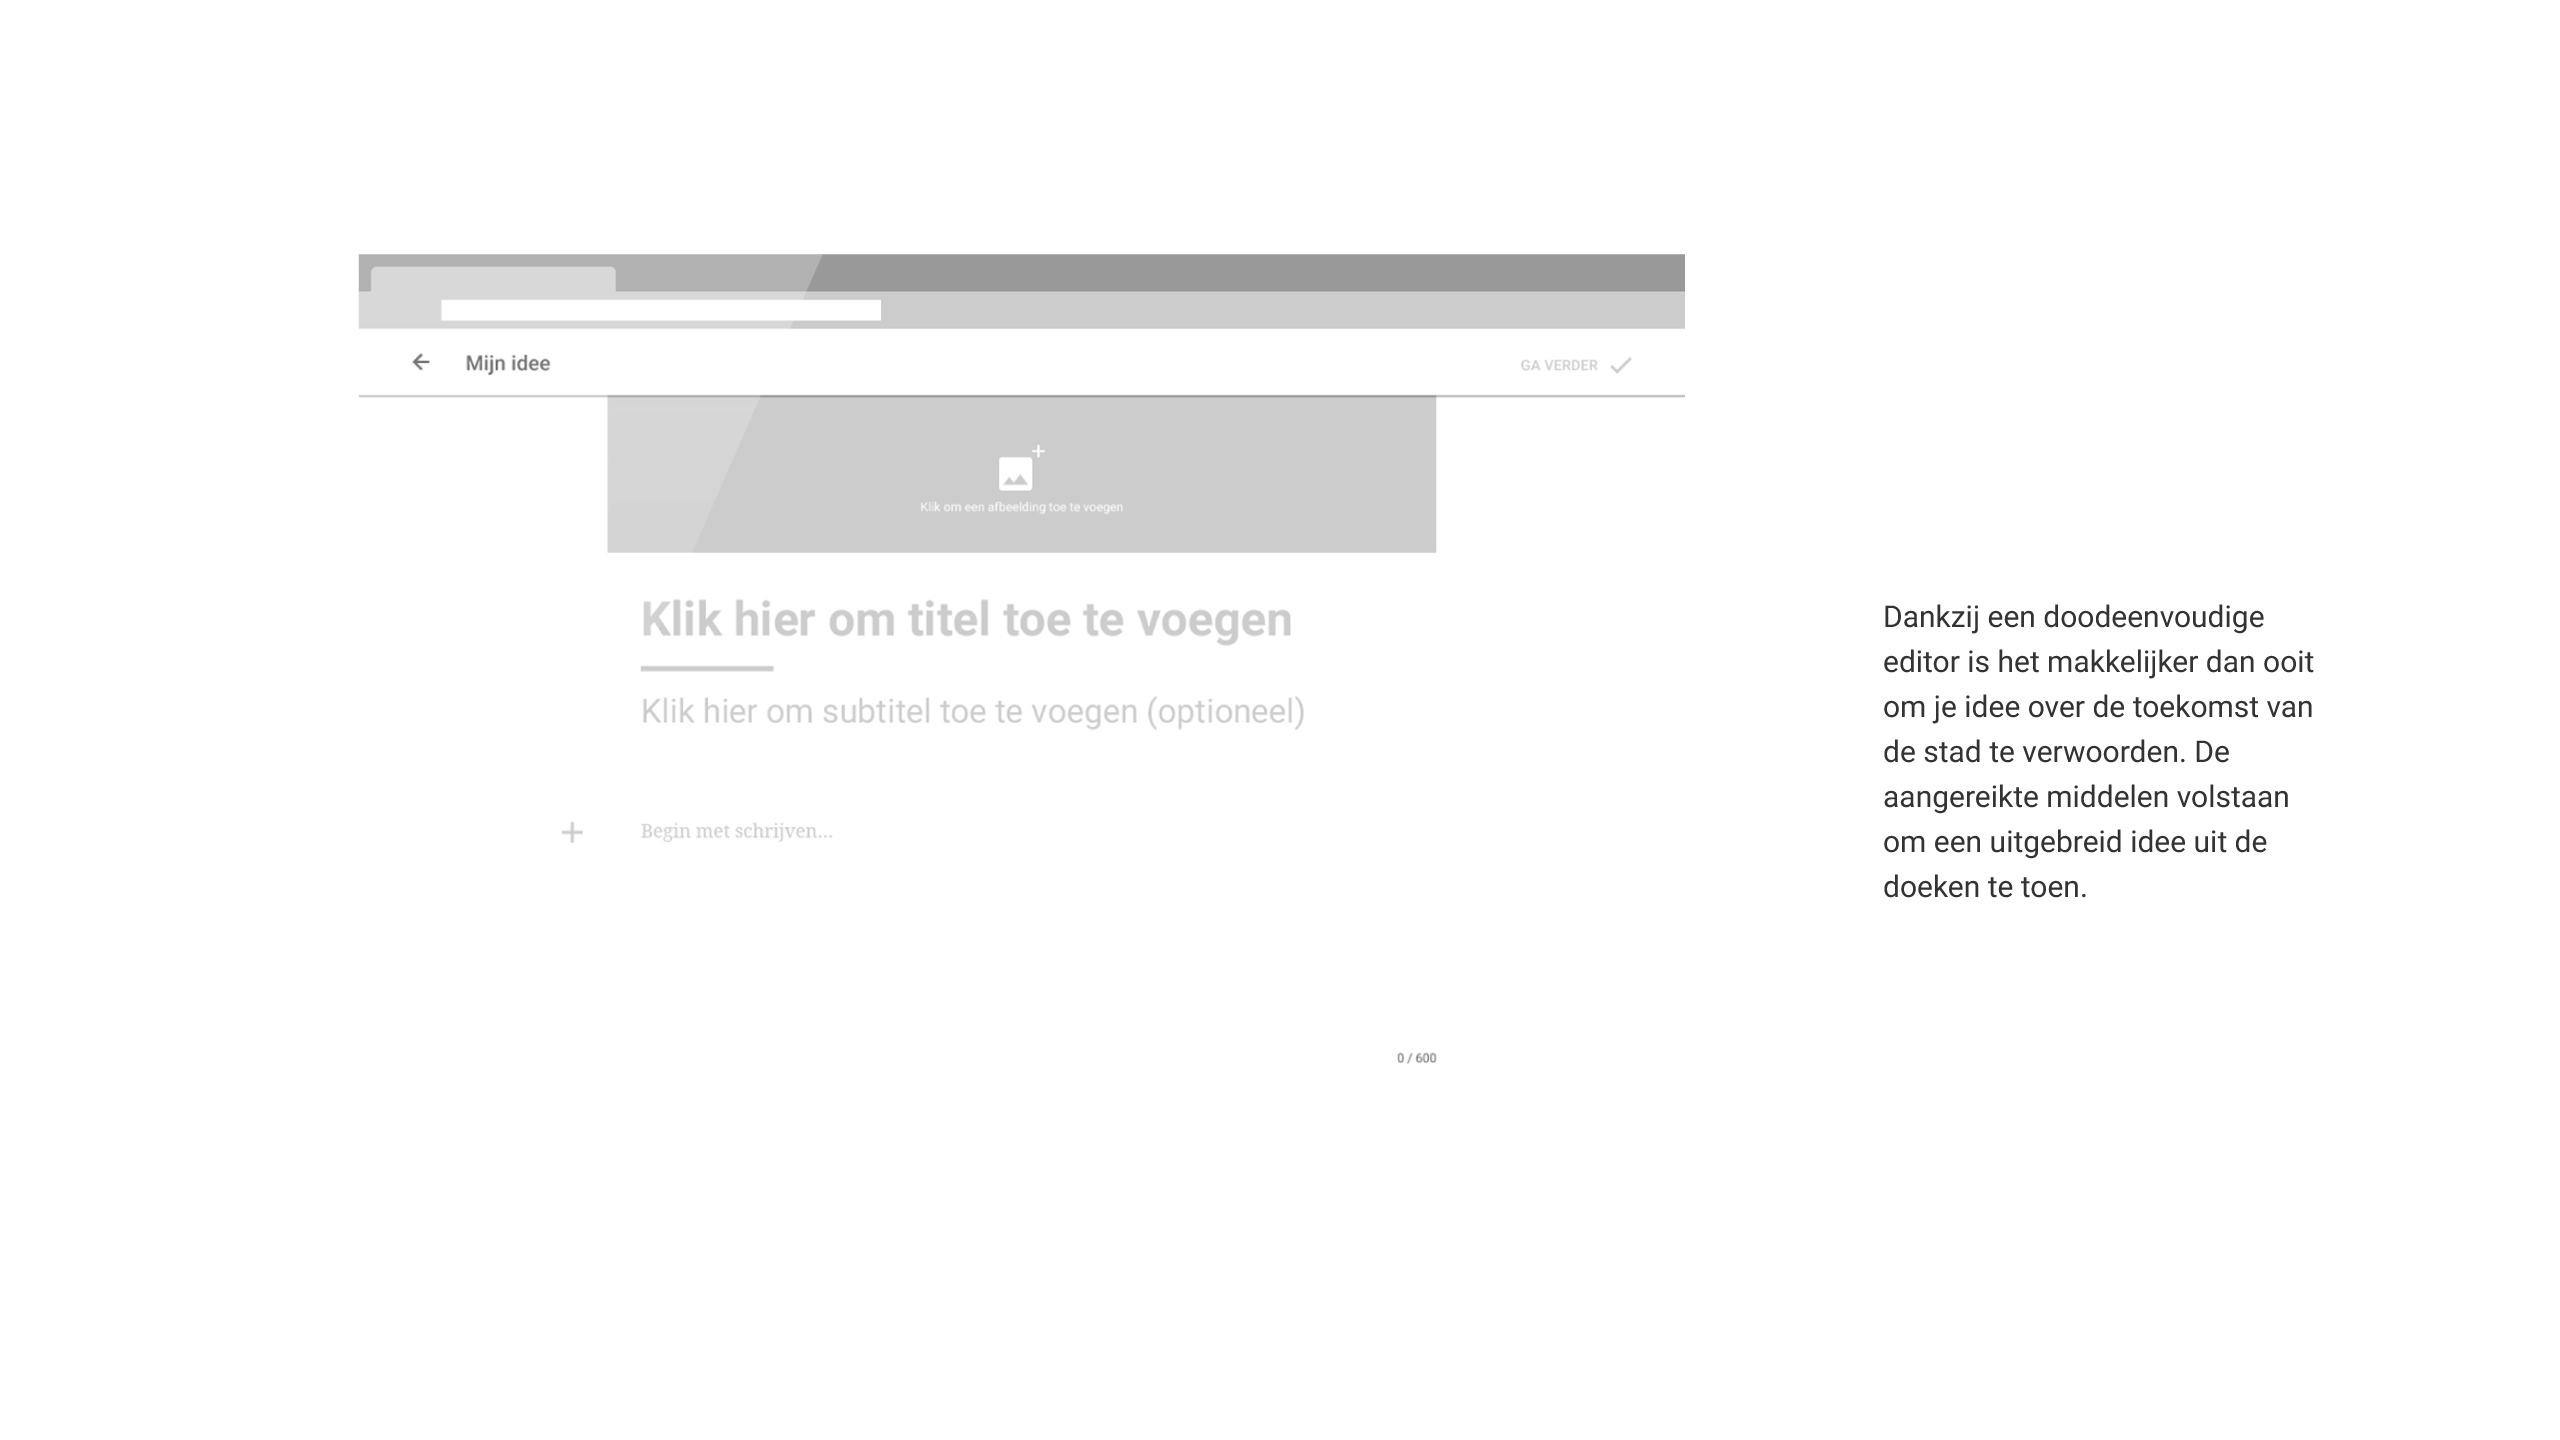 Mijn idee
GA VERDER
Klik om een afbeelding toe te voegen
Klik hier om titel toe te voegen
Klik hier om subtitel toe te voegen (optioneel)
Begin met schrijven...
0 / 600
Dankzij een doodeenvoudige
editor is het makkelijker dan ooit
om je idee over de toekomst van
de stad te verwoorden. De
aangereikte middelen volstaan
om een uitgebreid idee uit de
doeken te toen.